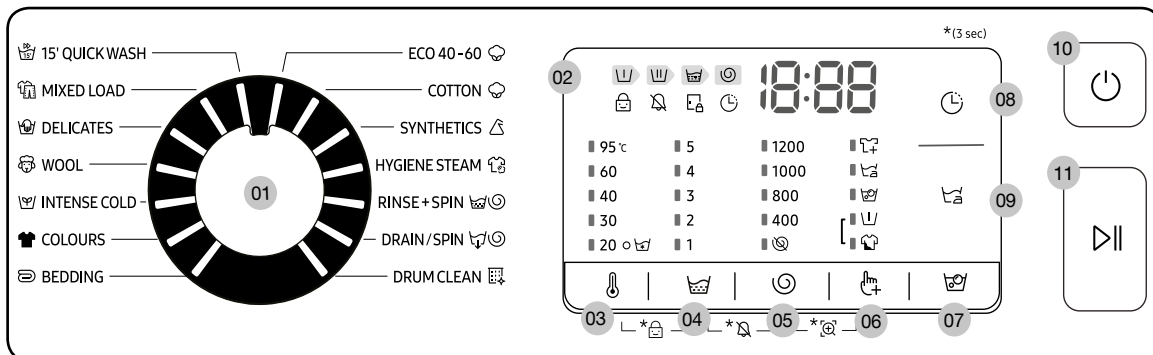 *(3 sec)
15' QUICK WASH
ECO 40-60
MIXED LOAD
COTTON
DELICATES
SYNTHETICS
WOOL
HYGIENE STEAM
INTENSE COLD
RINSE+SPIN
COLOURS
DRAIN/SPIN
BEDDING
DRUM CLEAN
01
02
18:88
95 ℃ 5 1200
60 4 1000
40 3 800
30 2 400
20 1
03 04 05 06 07
* * *
08
09
10
11